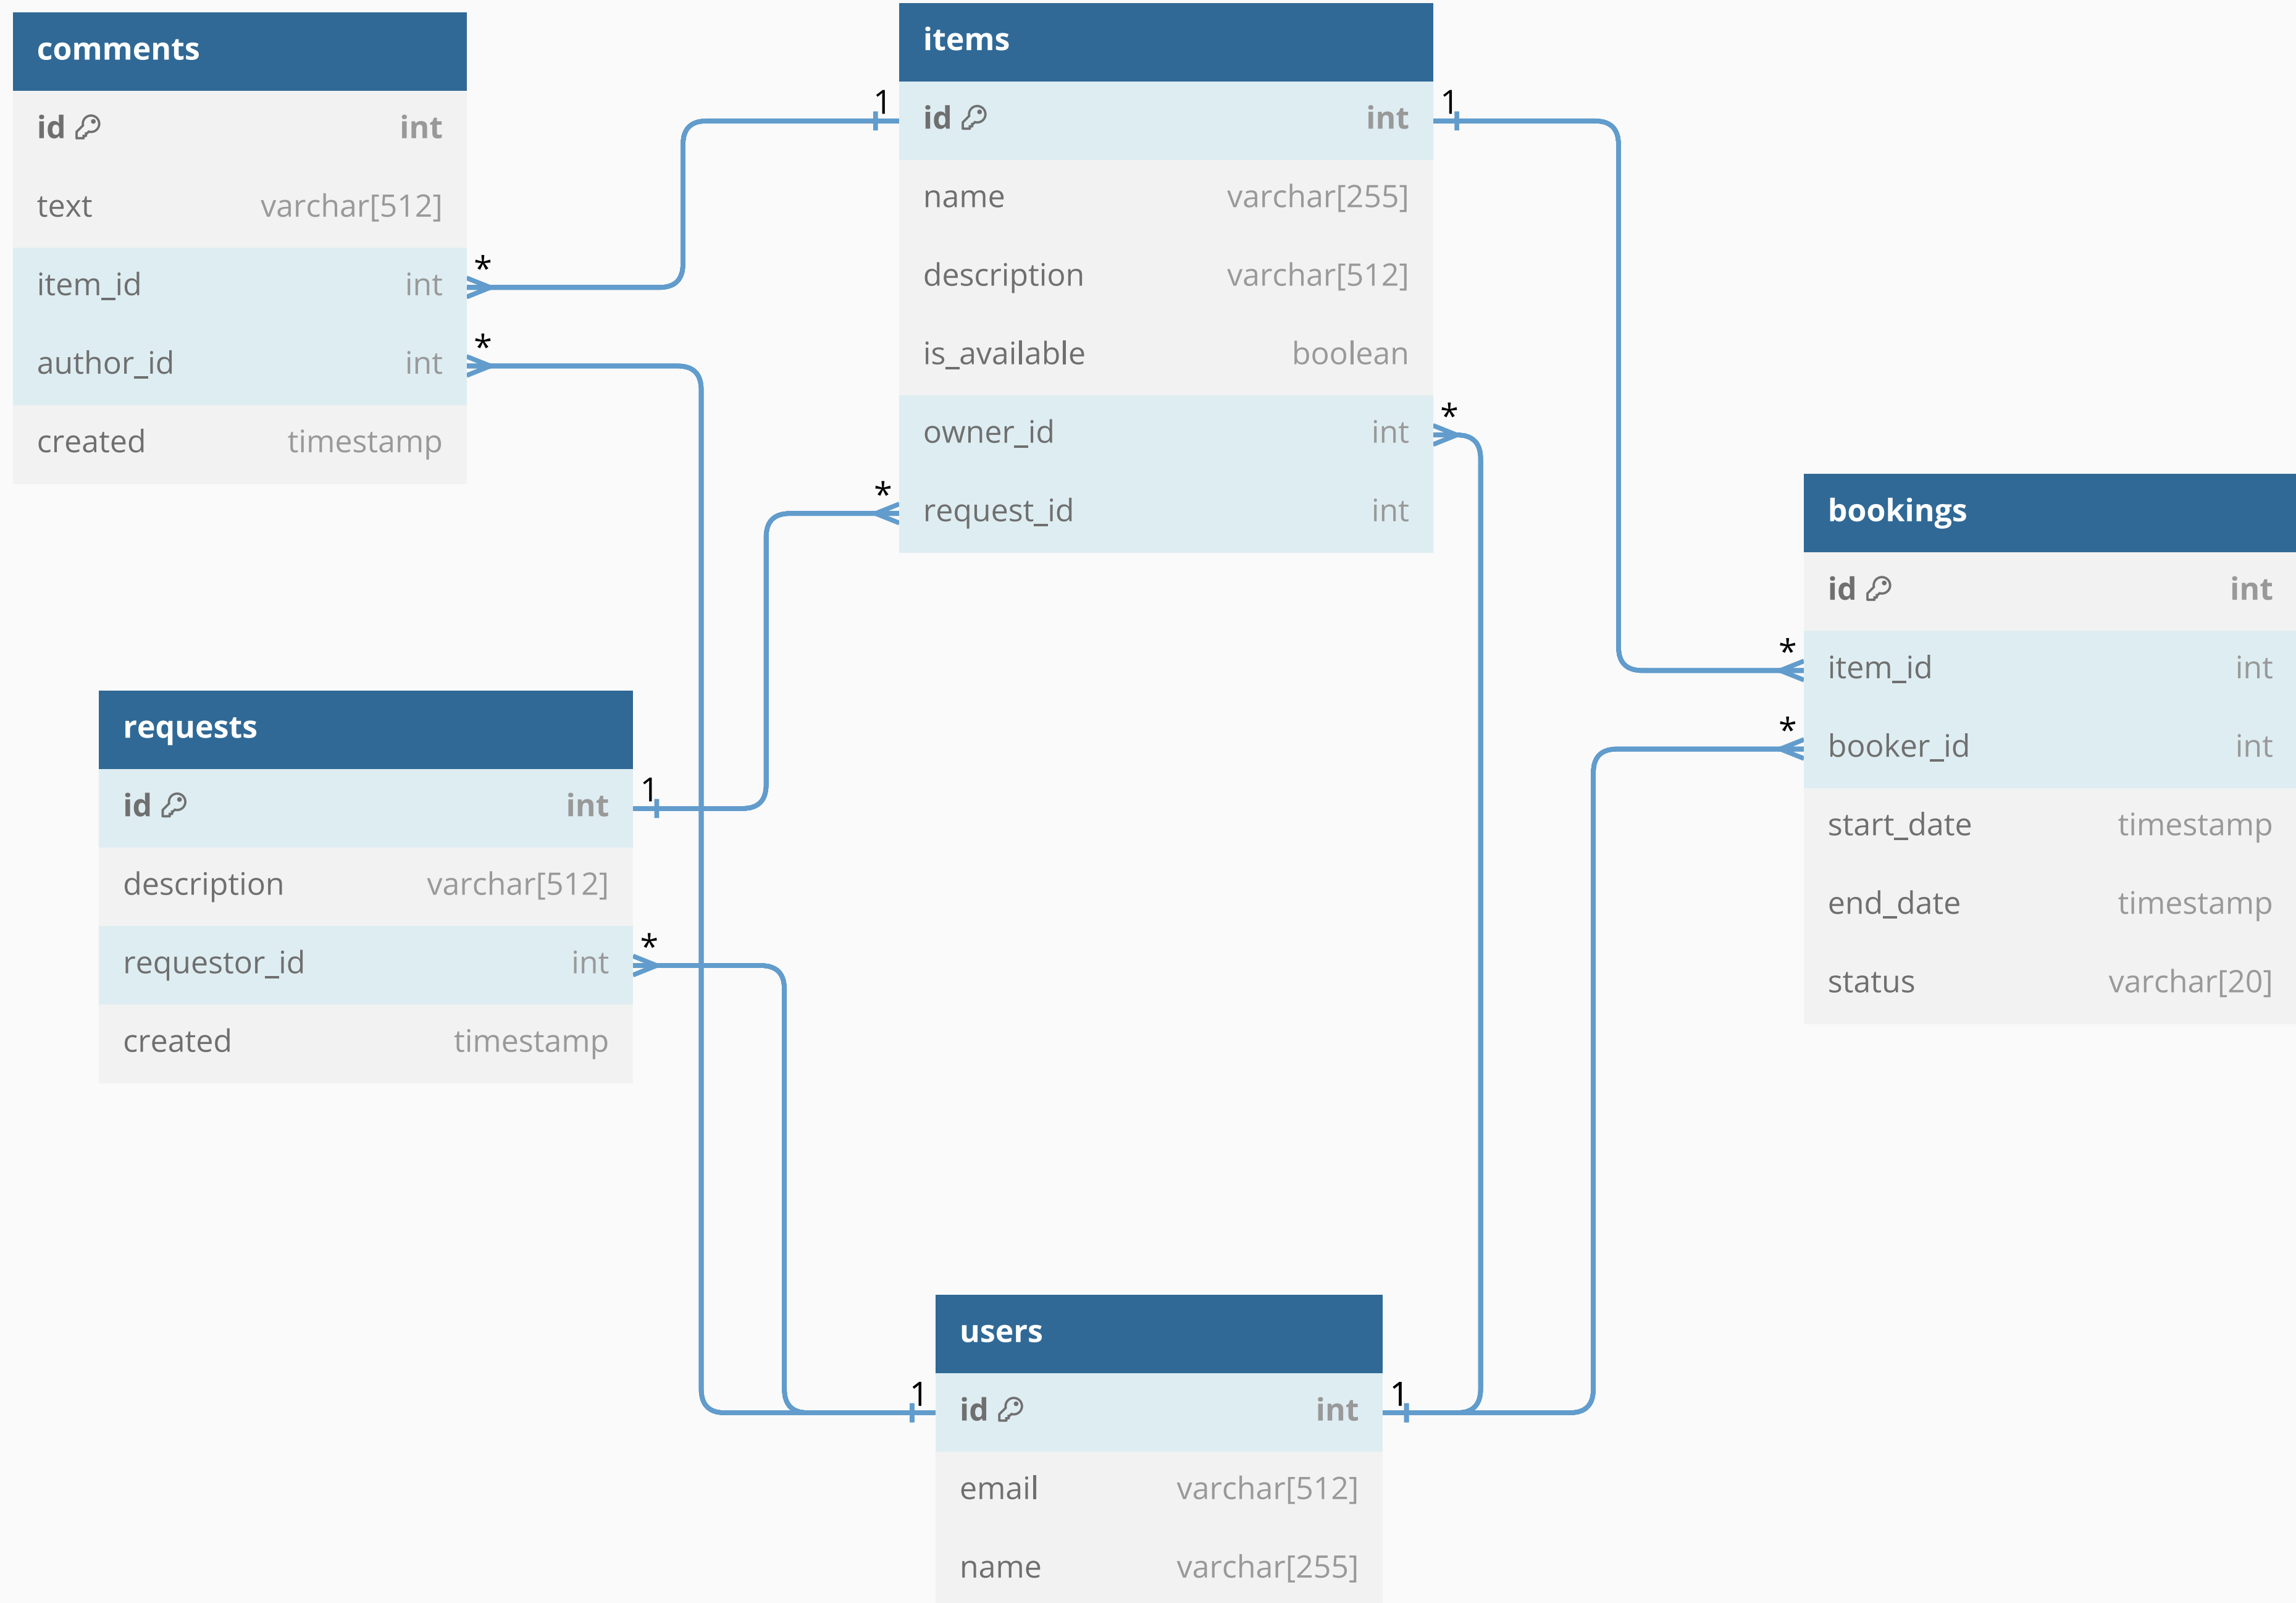 comments
id int
text varchar[512]
item_id int *
author_id int *
created timestamp
1 items 1
id int
name varchar[255]
description varchar[512]
is_available boolean
owner_id int *
* request_id int
bookings
id int
* item_id int
* booker_id int
start_date timestamp
end_date timestamp
status varchar[20]
requests
id int 1
description varchar[512]
requestor_id int *
created timestamp
users
1 id int 1
email varchar[512]
name varchar[255]